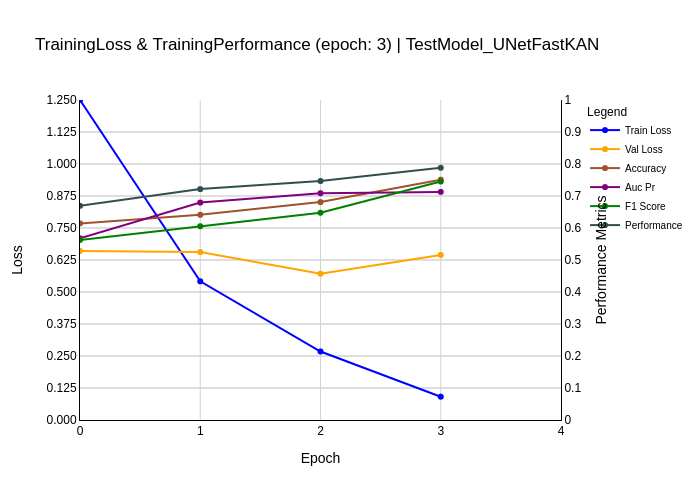 TrainingLoss & TrainingPerformance (epoch: 3) | TestModel_UNetFastKAN
Loss
1.250
1.125
1.000
0.875
0.750
0.625
0.500
0.375
0.250
0.125
0.000
0 1 2 3 4
Epoch
1
0.9
0.8
0.7
0.6
0.5
0.4
0.3
0.2
0.1
0
Performance Metrics
Legend
Train Loss
Val Loss
Accuracy
Auc Pr
F1 Score
Performance